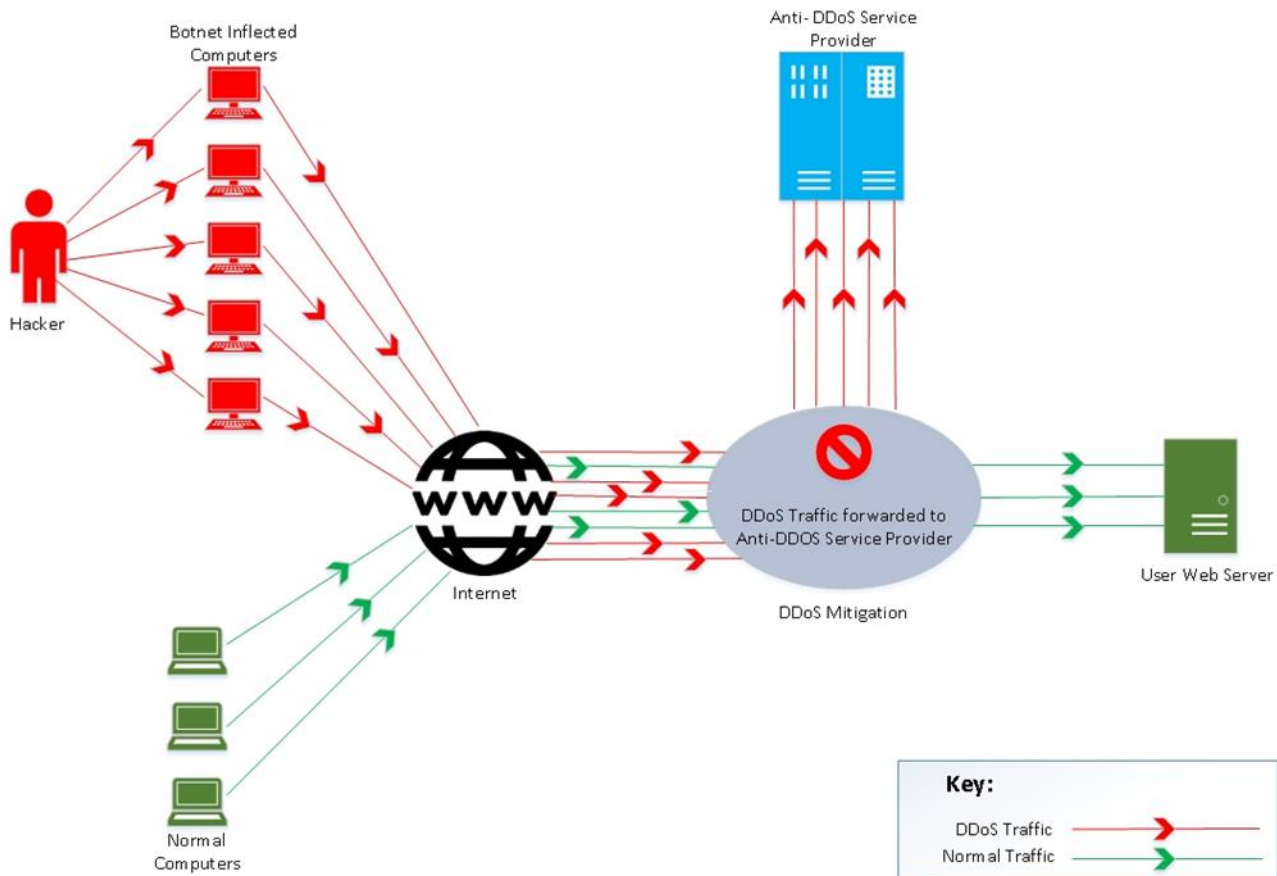 Botnet Inflected
Computers
Anti- DDoS Service
Provider
Hacker
WWW
Internet
DDoS Traffic forwarded to
Anti-DDOS Service Provider
DDoS Mitigation
User Web Server
Normal
Computers
Key:
DDoS Traffic
Normal Traffic